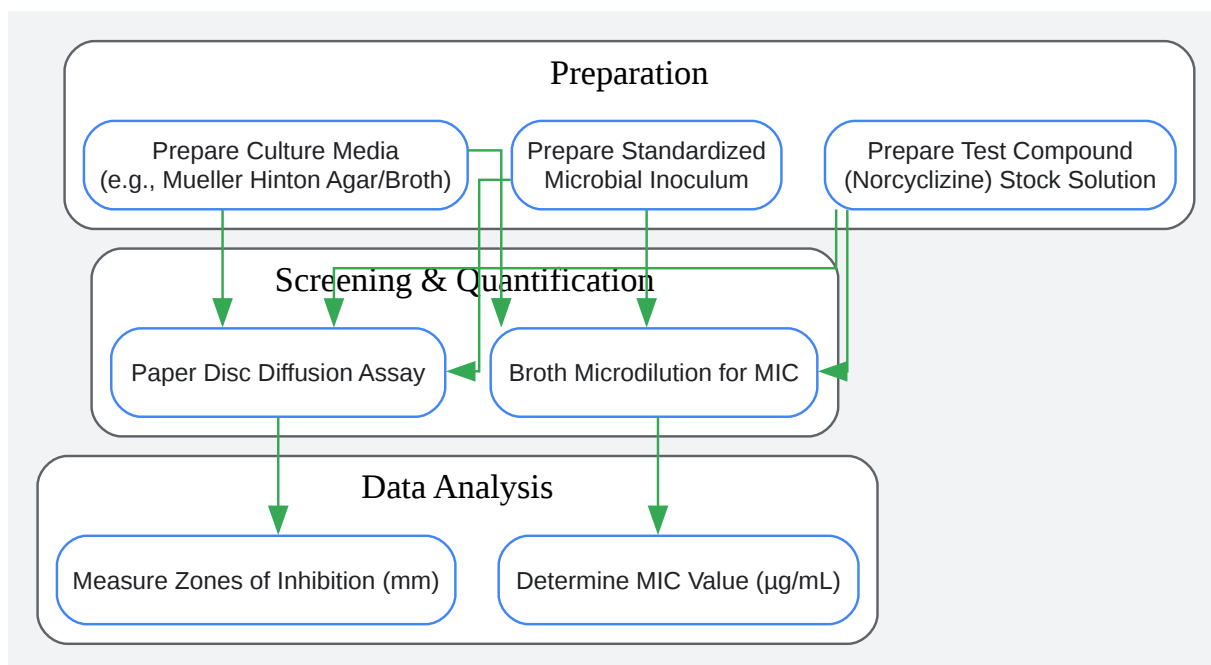 Preparation
Prepare Culture Media
(e.g., Mueller Hinton Agar/Broth)
Prepare Standardized
Microbial Inoculum
Prepare Test Compound
(Norcyclizine) Stock Solution
Screening & Quantification
Paper Disc Diffusion Assay
Broth Microdilution for MIC
Data Analysis
Measure Zones of Inhibition (mm)
Determine MIC Value (µg/mL)